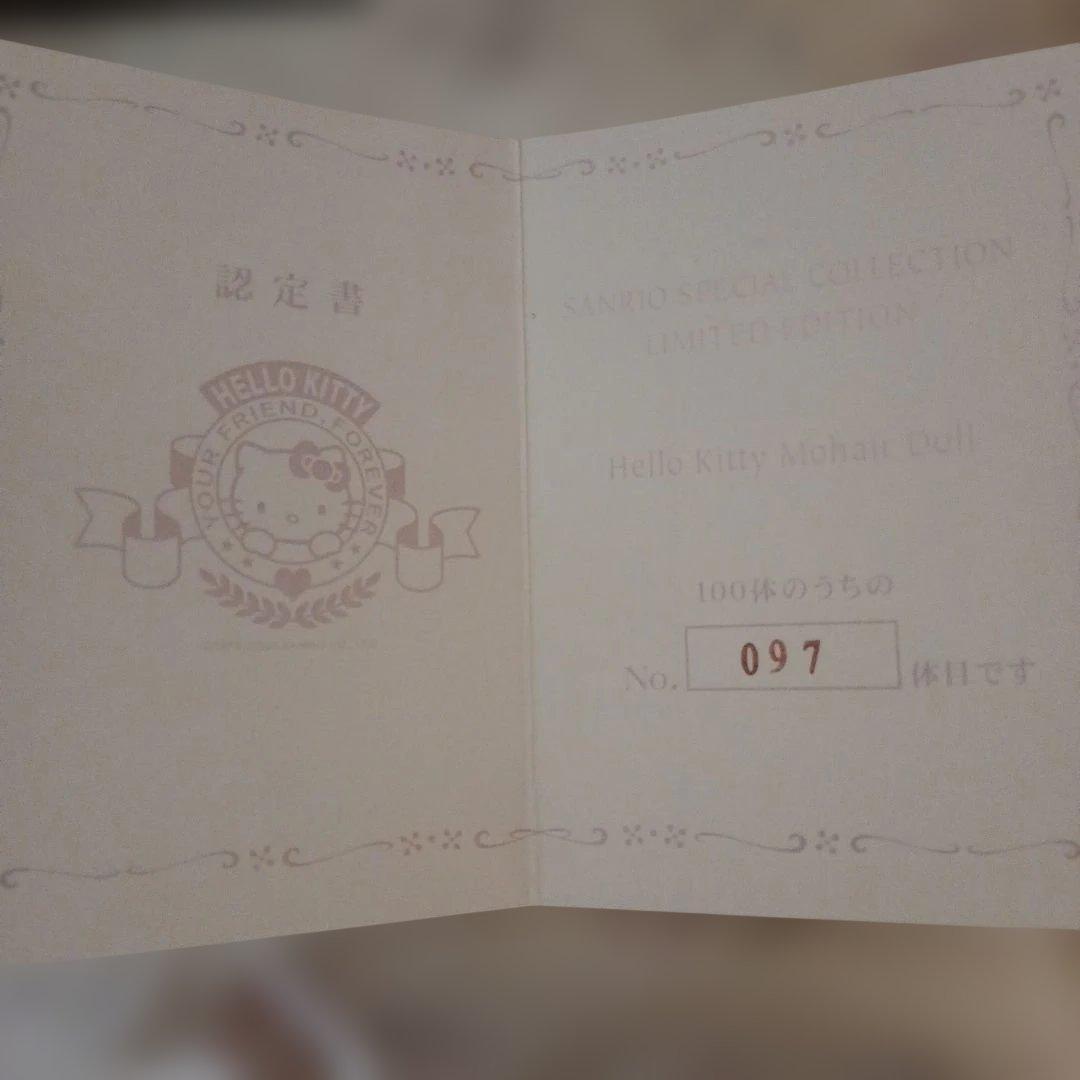 認定書
HELLO KITTY
YOUR FRIEND, FOREVER
SANRIO SPECIAL COLLECTION
LIMITED EDITION
Hello Kitty Mohair Doll
100体のうちの
No. 097 体目です